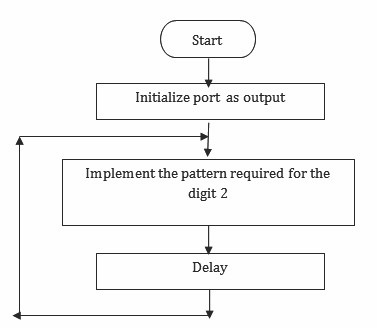 Start
Initialize port as output
Implement the pattern required for the
digit 2
Delay